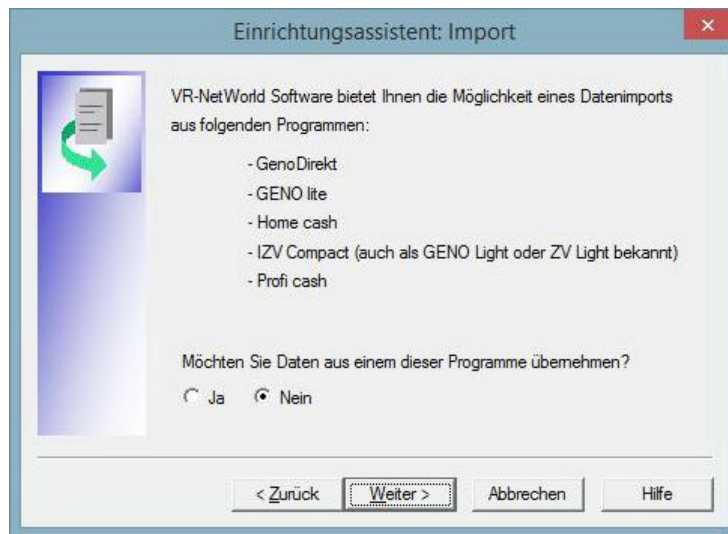 Einrichtungsassistent: Import
VR-NetWorld Software bietet Ihnen die Möglichkeit eines Datenimports
aus folgenden Programmen:
- GenoDirekt
- GENO lite
- Home cash
- IZV Compact (auch als GENO Light oder ZV Light bekannt)
- Profi cash
Möchten Sie Daten aus einem dieser Programme übernehmen?
Ja Nein
< Zurück Weiter > Abbrechen Hilfe